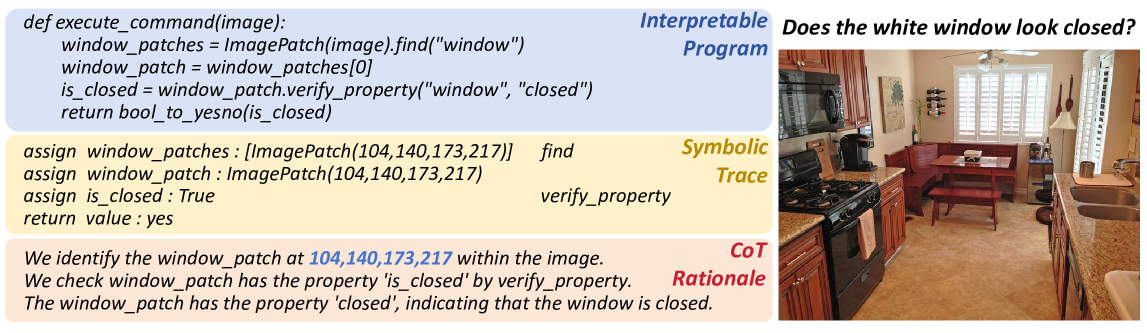 def execute_command(image):
window_patches = ImagePatch(image).find("window")
window_patch = window_patches[0]
is_closed = window_patch.verify_property("window", "closed")
return bool_to_yesno(is_closed)
Interpretable
Program
assign window_patches : [ImagePatch(104,140,173,217)] find
assign window_patch : ImagePatch(104,140,173,217)
assign is_closed : True verify_property
return value : yes
Symbolic
Trace
We identify the window_patch at 104,140,173,217 within the image.
We check window_patch has the property 'is_closed' by verify_property.
The window_patch has the property 'closed', indicating that the window is closed.
CoT
Rationale
Does the white window look closed?